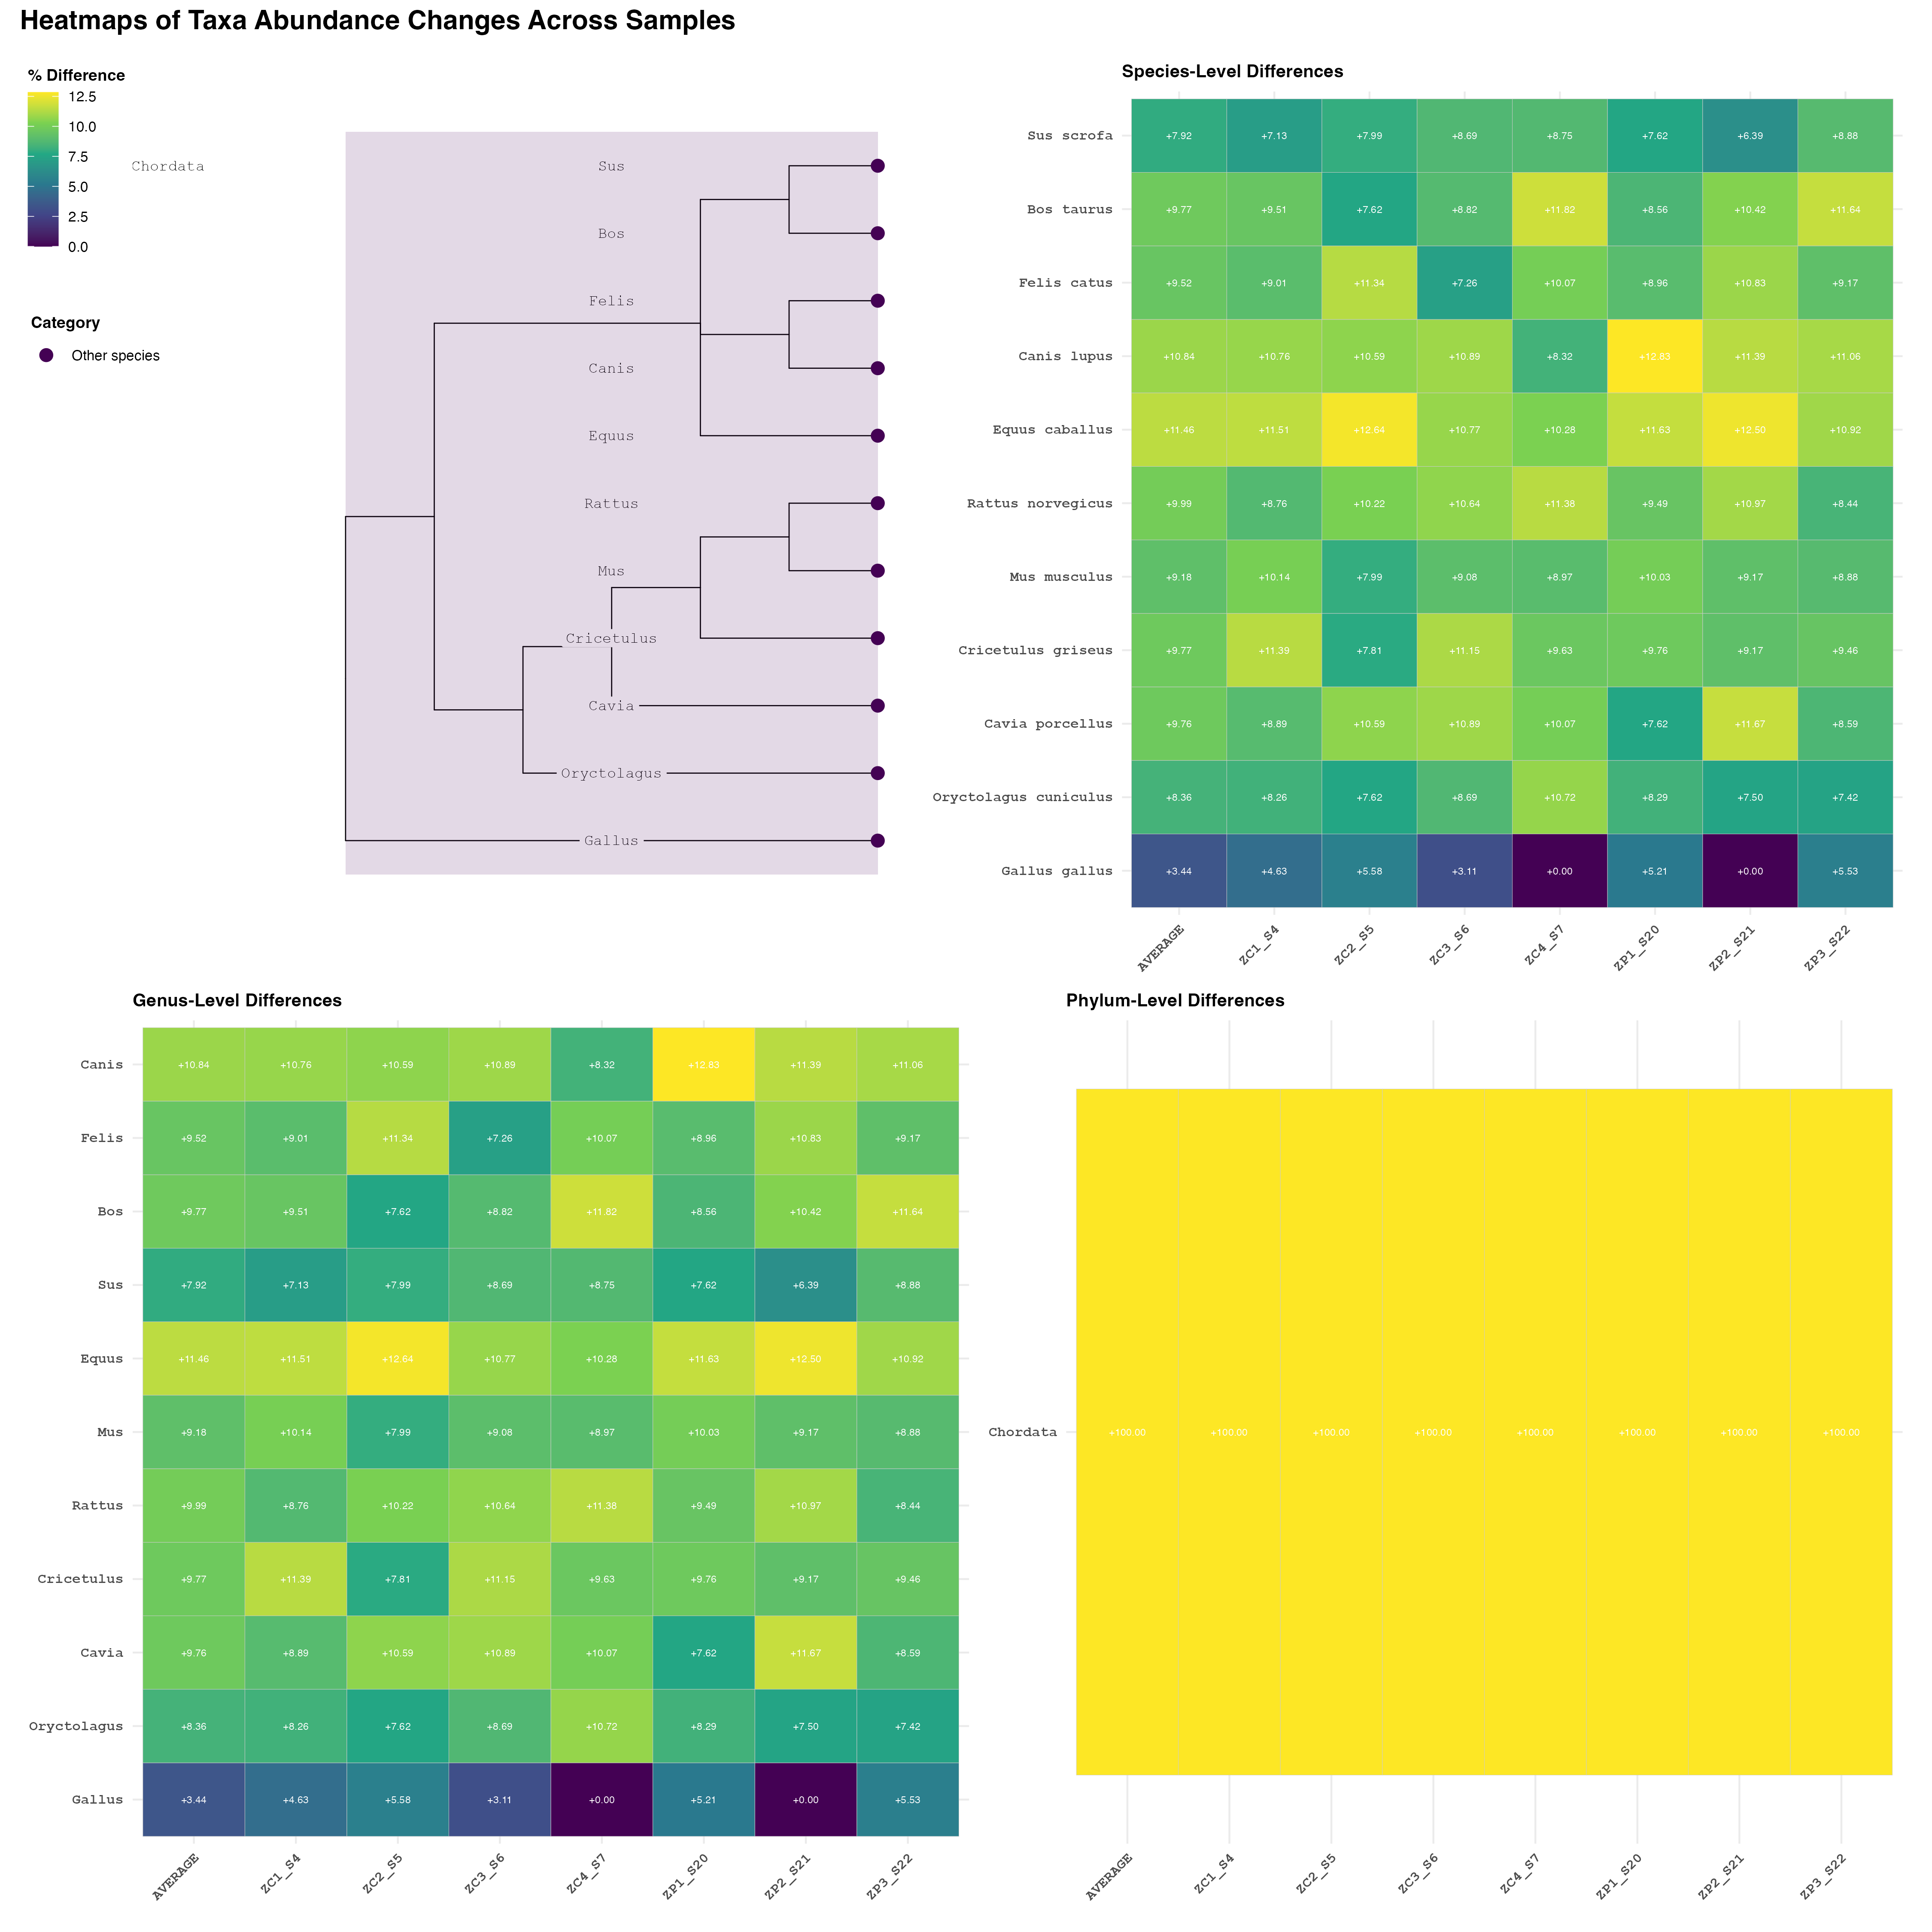 Heatmaps of Taxa Abundance Changes Across Samples
% Difference
12.5
10.0
7.5
5.0
2.5
0.0
Category
Other species
Chordata
Sus
Bos
Felis
Canis
Equus
Rattus
Mus
Cricetulus
Cavia
Oryctolagus
Gallus
Species-Level Differences
Sus scrofa +7.92 +7.13 +7.99 +8.69 +8.75 +7.62 +6.39 +8.88
Bos taurus +9.77 +9.51 +7.62 +8.82 +11.82 +8.56 +10.42 +11.64
Felis catus +9.52 +9.01 +11.34 +7.26 +10.07 +8.96 +10.83 +9.17
Canis lupus +10.84 +10.76 +10.59 +10.89 +8.32 +12.83 +11.39 +11.06
Equus caballus +11.46 +11.51 +12.64 +10.77 +10.28 +11.63 +12.50 +10.92
Rattus norvegicus +9.99 +8.76 +10.22 +10.64 +11.38 +9.49 +10.97 +8.44
Mus musculus +9.18 +10.14 +7.99 +9.08 +8.97 +10.03 +9.17 +8.88
Cricetulus griseus +9.77 +11.39 +7.81 +11.15 +9.63 +9.76 +9.17 +9.46
Cavia porcellus +9.76 +8.89 +10.59 +10.89 +10.07 +7.62 +11.67 +8.59
Oryctolagus cuniculus +8.36 +8.26 +7.62 +8.69 +10.72 +8.29 +7.50 +7.42
Gallus gallus +3.44 +4.63 +5.58 +3.11 +0.00 +5.21 +0.00 +5.53
AVERAGE ZC1_S4 ZC2_S5 ZC3_S6 ZC4_S7 ZP1_S20 ZP2_S21 ZP3_S22
Genus-Level Differences
Canis +10.84 +10.76 +10.59 +10.89 +8.32 +12.83 +11.39 +11.06
Felis +9.52 +9.01 +11.34 +7.26 +10.07 +8.96 +10.83 +9.17
Bos +9.77 +9.51 +7.62 +8.82 +11.82 +8.56 +10.42 +11.64
Sus +7.92 +7.13 +7.99 +8.69 +8.75 +7.62 +6.39 +8.88
Equus +11.46 +11.51 +12.64 +10.77 +10.28 +11.63 +12.50 +10.92
Mus +9.18 +10.14 +7.99 +9.08 +8.97 +10.03 +9.17 +8.88
Rattus +9.99 +8.76 +10.22 +10.64 +11.38 +9.49 +10.97 +8.44
Cricetulus +9.77 +11.39 +7.81 +11.15 +9.63 +9.76 +9.17 +9.46
Cavia +9.76 +8.89 +10.59 +10.89 +10.07 +7.62 +11.67 +8.59
Oryctolagus +8.36 +8.26 +7.62 +8.69 +10.72 +8.29 +7.50 +7.42
Gallus +3.44 +4.63 +5.58 +3.11 +0.00 +5.21 +0.00 +5.53
AVERAGE ZC1_S4 ZC2_S5 ZC3_S6 ZC4_S7 ZP1_S20 ZP2_S21 ZP3_S22
Phylum-Level Differences
Chordata +100.00 +100.00 +100.00 +100.00 +100.00 +100.00 +100.00 +100.00
AVERAGE ZC1_S4 ZC2_S5 ZC3_S6 ZC4_S7 ZP1_S20 ZP2_S21 ZP3_S22